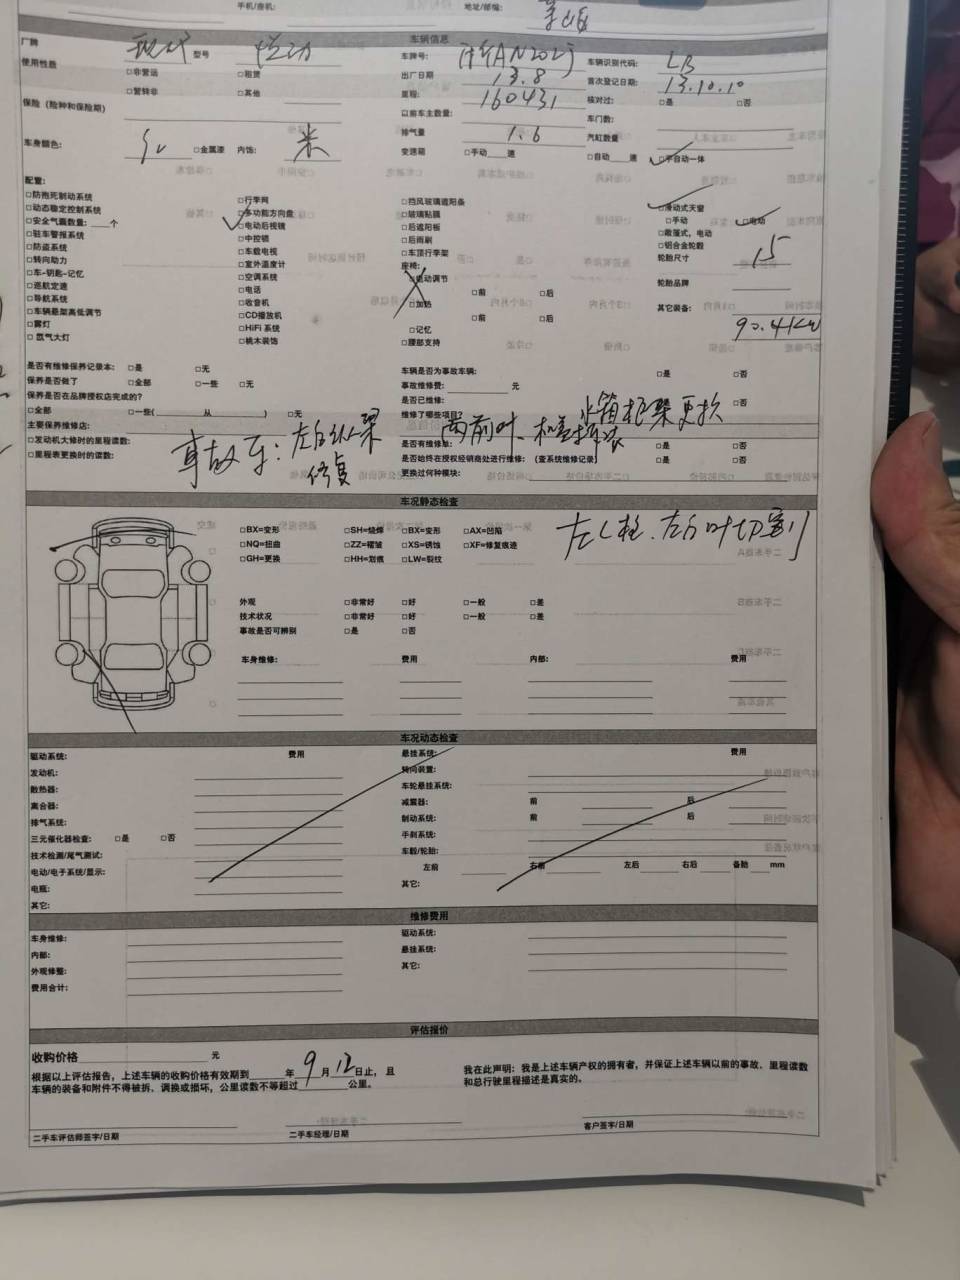 手机/座机: 地址/邮编:
车辆信息
厂牌 现代 型号 悦动 车牌号: 车辆识别代码: LB
使用性质 □非营运 □租赁 出厂日期 13.8 首次登记日期: 13.10.10
□营转非 □其他 里程: 160431 核对过: □是 □否
保险（险种和保险期） 以前车主数量: 车门数:
排气量 1.6 汽缸数量
车身颜色: 红 □金属漆 内饰: 米 变速箱 □手动 速 □自动 速 □手自动一体
配置:
□防抱死制动系统 □行李网 □挡风玻璃遮阳条 □滑动式天窗
□动态稳定控制系统 □多功能方向盘 □玻璃贴膜 □手动 □电动
□安全气囊数量: 个 □电动后视镜 □后遮阳板 □敞篷式，电动
□驻车警报系统 □中控锁 □后雨刷 □铝合金轮毂
□防盗系统 □车载电视 □车顶行李架 轮胎尺寸 15
□转向助力 □室外温度计 座椅:
□车-钥匙-记忆 □空调系统 □电动调节 轮胎品牌
□巡航定速 □电话 □前 □后
□导航系统 □收音机 □加热 其它装备:
□车辆悬架高低调节 □CD播放机 □前 □后 90.4KW
□雾灯 □HiFi 系统 □记忆
□氙气大灯 □桃木装饰 □腰部支持
是否有维修保养记录本: □是 □无 车辆是否为事故车辆: □是 □否
保养是否做了 □全部 □一些 □无 事故维修费: 元
保养是否在品牌授权店完成的? 是否已维修: □否
□全部 □一些( 从 ) □无 维修了哪些项目?
两前叶、机盖拆装 水箱框架更换
主要保养维修店: 是否有维修单: □是 □否
□发动机大修时的里程读数: 是否始终在授权经销商处进行维修: (查系统维修记录) □是 □否
□里程表更换时的读数: 更换过何种模块:
事故车: 左后纵梁
修复
车况静态检查
□BX=变形 □SH=烧焊 □BX=变形 □AX=凹陷
□NQ=扭曲 □ZZ=褶皱 □XS=锈蚀 □XF=修复痕迹
□GH=更换 □HH=划痕 □LW=裂纹
左C柱、左后叶切割
外观 □非常好 □好 □一般 □差
技术状况 □非常好 □好 □一般 □差
事故是否可辨别 □是 □否
车身维修: 费用 内部: 费用
车况动态检查
驱动系统: 费用 悬挂系统: 费用
发动机: 转向装置:
散热器: 车轮悬挂系统:
离合器: 减震器: 前 后
排气系统: 制动系统: 前 后
三元催化器检查: □是 □否 手刹系统:
技术检测/尾气测试: 车毂/轮胎:
电动/电子系统/显示: 左前 右前 左后 右后 备胎 mm
电瓶: 其它:
其它:
维修费用
车身维修: 驱动系统:
内部: 悬挂系统:
外观修整: 其它:
费用合计:
评估报价
收购价格 元
根据以上评估报告，上述车辆的收购价格有效期到 年 9 月 12 日止，且
车辆的装备和附件不得被拆、调换或损坏，公里读数不等超过 公里。
我在此声明：我是上述车辆产权的拥有者，并保证上述车辆以前的事故、里程读数
和总行驶里程描述是真实的。
二手车评估师签字/日期 二手车经理/日期 客户签字/日期